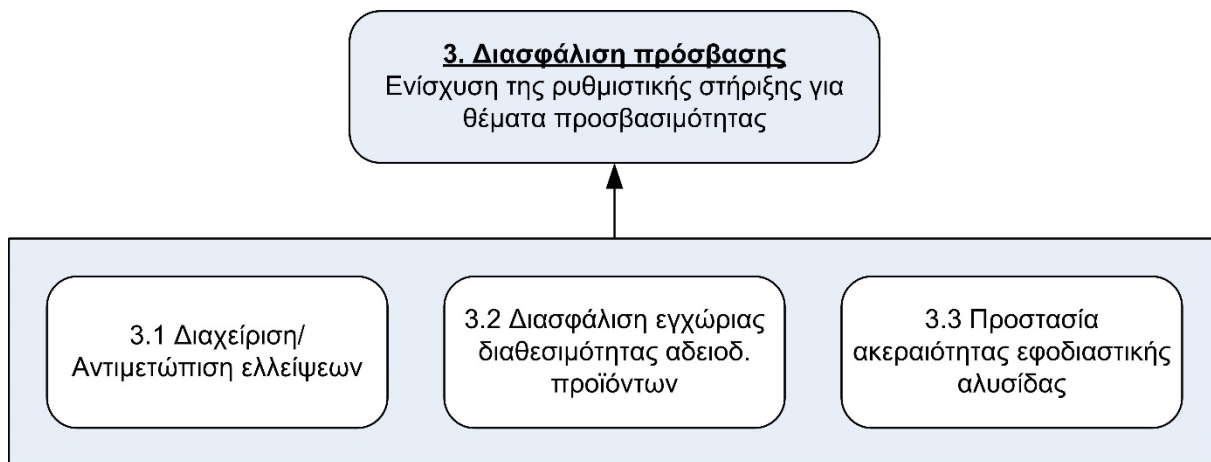 3. Διασφάλιση πρόσβασης
Ενίσχυση της ρυθμιστικής στήριξης για
θέματα προσβασιμότητας
3.1 Διαχείριση/
Αντιμετώπιση ελλείψεων
3.2 Διασφάλιση εγχώριας
διαθεσιμότητας αδειοδ.
προϊόντων
3.3 Προστασία
ακεραιότητας εφοδιαστικής
αλυσίδας